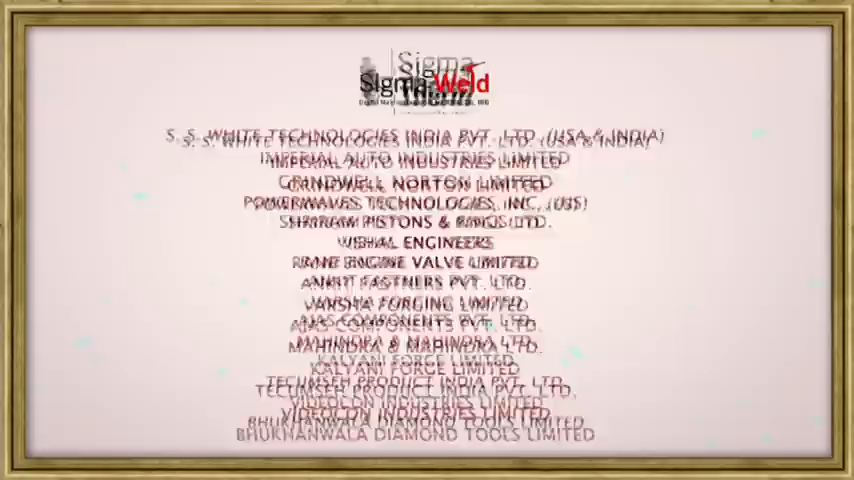 Sigma Weld
S. S. WHITE TECHNOLOGIES INDIA PVT. LTD. (USA & INDIA)
IMPERIAL AUTO INDUSTRIES LIMITED
GRINDWELL NORTON LIMITED
POWERWAVES TECHNOLOGIES, INC, (US)
SHRIRAM PISTONS & RINGS LTD.
VISHAL ENGINEERS
RANE ENGINE VALVE LIMITED
ANKIT FASTNERS PVT. LTD.
VARSHA FORGING LIMITED
AJAS COMPONENTS PVT. LTD.
MAHINDRA & MAHINDRA LTD.
KALYANI FORGE LIMITED
TECUMSEH PRODUCT INDIA PVT. LTD.
VIDEOCON INDUSTRIES LIMITED
BHUKHANWALA DIAMOND TOOLS LIMITED